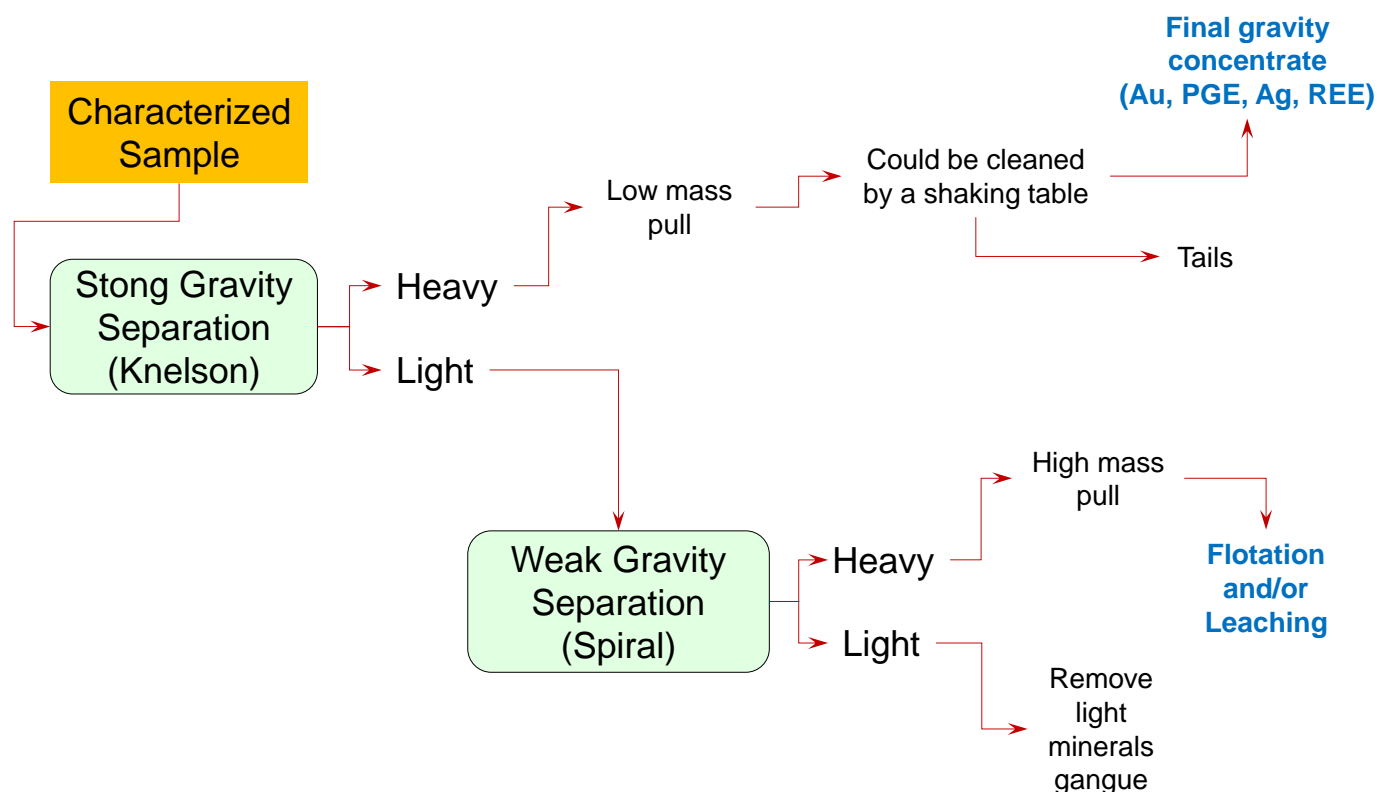 Final gravity
concentrate
(Au, PGE, Ag, REE)
Characterized
Sample
Could be cleaned
by a shaking table
Low mass
pull
Tails
Stong Gravity
Separation
(Knelson)
Heavy
Light
High mass
pull
Weak Gravity
Separation
(Spiral)
Heavy
Light
Flotation
and/or
Leaching
Remove
light
minerals
gangue